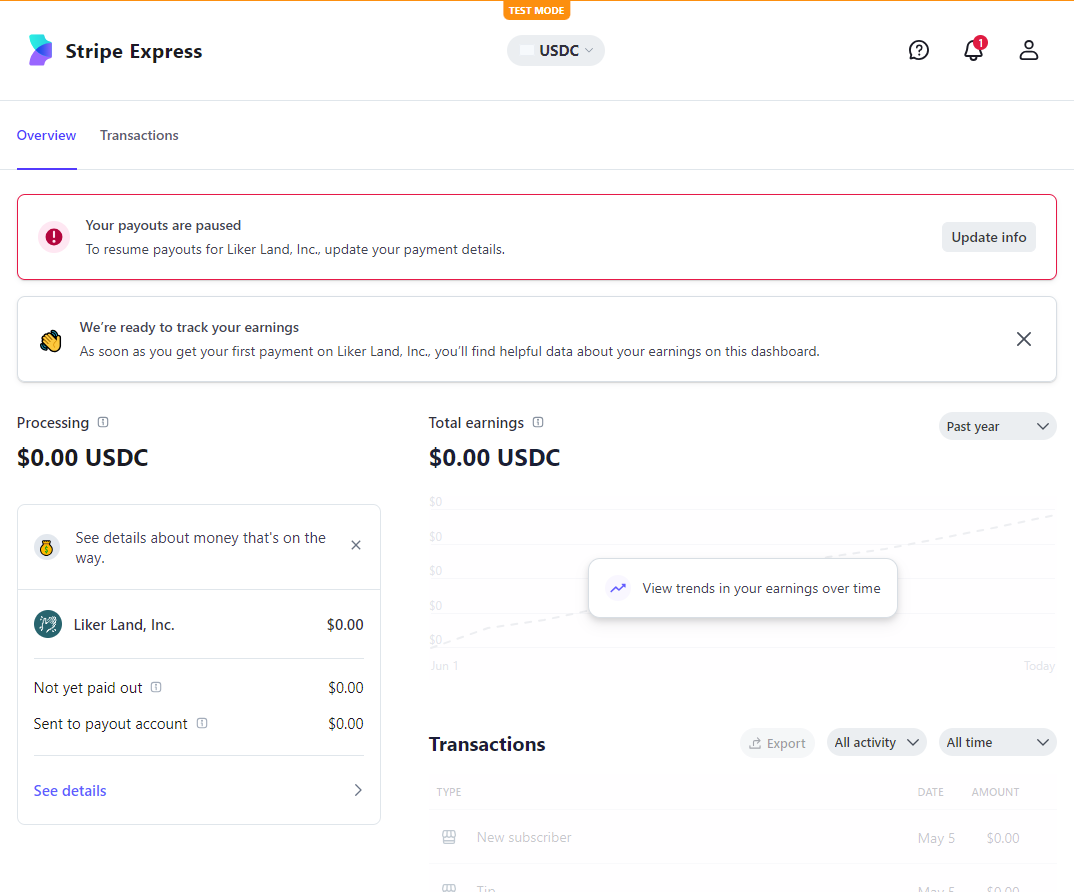 TEST MODE
Stripe Express
USDC
1
Overview
Transactions
Your payouts are paused
To resume payouts for Liker Land, Inc., update your payment details.
Update info
We’re ready to track your earnings
As soon as you get your first payment on Liker Land, Inc., you’ll find helpful data about your earnings on this dashboard.
Processing
$0.00 USDC
See details about money that's on the
way.
Liker Land, Inc.
$0.00
Not yet paid out
$0.00
Sent to payout account
$0.00
See details
Total earnings
$0.00 USDC
Past year
$0
$0
$0
$0
$0
View trends in your earnings over time
Jun 1
Today
Transactions
Export
All activity
All time
TYPE
DATE
AMOUNT
New subscriber
May 5
$0.00
Tip
May 5
$0.00